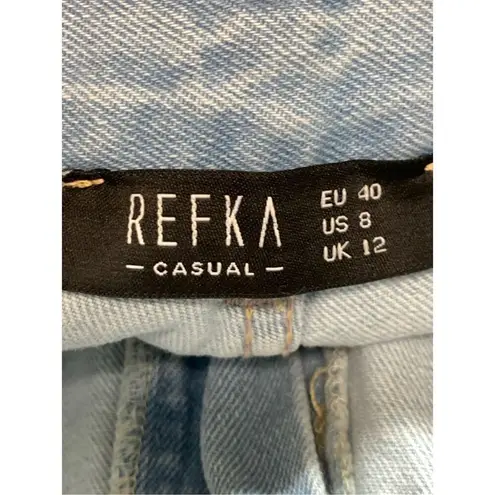 REFKA
– CASUAL –
EU 40
US 8
UK 12